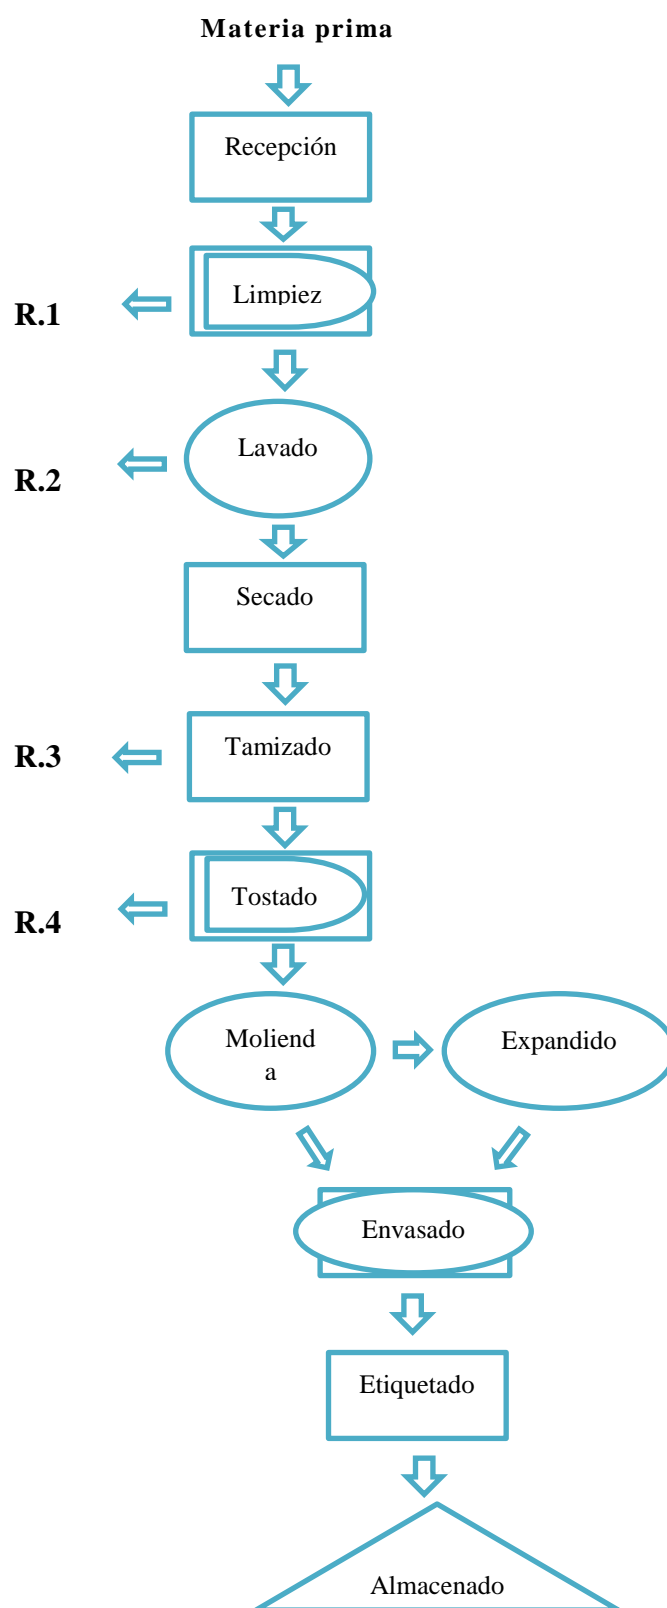 Materia prima
Recepción
Limpiez
R.1
Lavado
R.2
Secado
Tamizado
R.3
Tostado
R.4
Moliend
a
Expandido
Envasado
Etiquetado
Almacenado